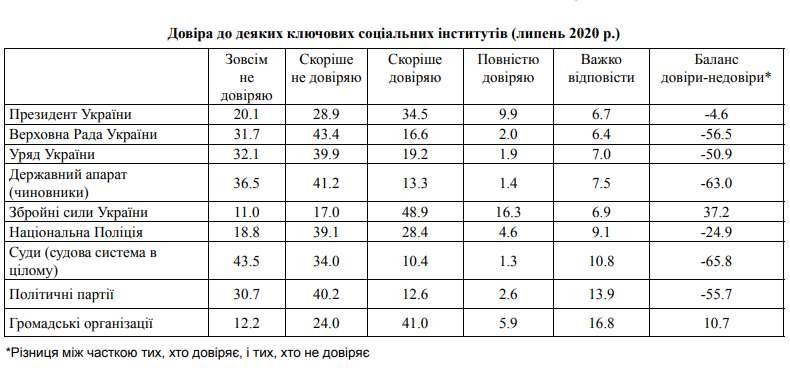 Довіра до деяких ключових соціальних інститутів (липень 2020 р.)
Зовсім не довіряю Скоріше не довіряю Скоріше довіряю Повністю довіряю Важко відповісти Баланс довіри-недовіри*
Президент України 20.1 28.9 34.5 9.9 6.7 -4.6
Верховна Рада України 31.7 43.4 16.6 2.0 6.4 -56.5
Уряд України 32.1 39.9 19.2 1.9 7.0 -50.9
Державний апарат (чиновники) 36.5 41.2 13.3 1.4 7.5 -63.0
Збройні сили України 11.0 17.0 48.9 16.3 6.9 37.2
Національна Поліція 18.8 39.1 28.4 4.6 9.1 -24.9
Суди (судова система в цілому) 43.5 34.0 10.4 1.3 10.8 -65.8
Політичні партії 30.7 40.2 12.6 2.6 13.9 -55.7
Громадські організації 12.2 24.0 41.0 5.9 16.8 10.7
*Різниця між часткою тих, хто довіряє, і тих, хто не довіряє